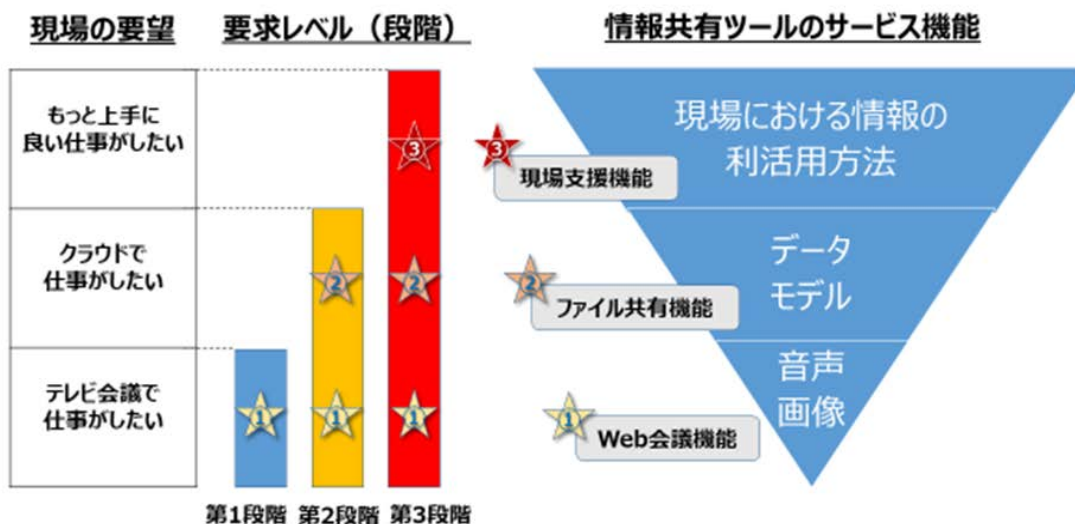 現場の要望
要求レベル（段階）
情報共有ツールのサービス機能
もっと上手に
良い仕事がしたい
クラウドで
仕事がしたい
テレビ会議で
仕事がしたい
3
2
2
1
1
1
第1段階
第2段階
第3段階
3
現場支援機能
2
ファイル共有機能
1
Web会議機能
現場における情報の
利活用方法
データ
モデル
音声
画像